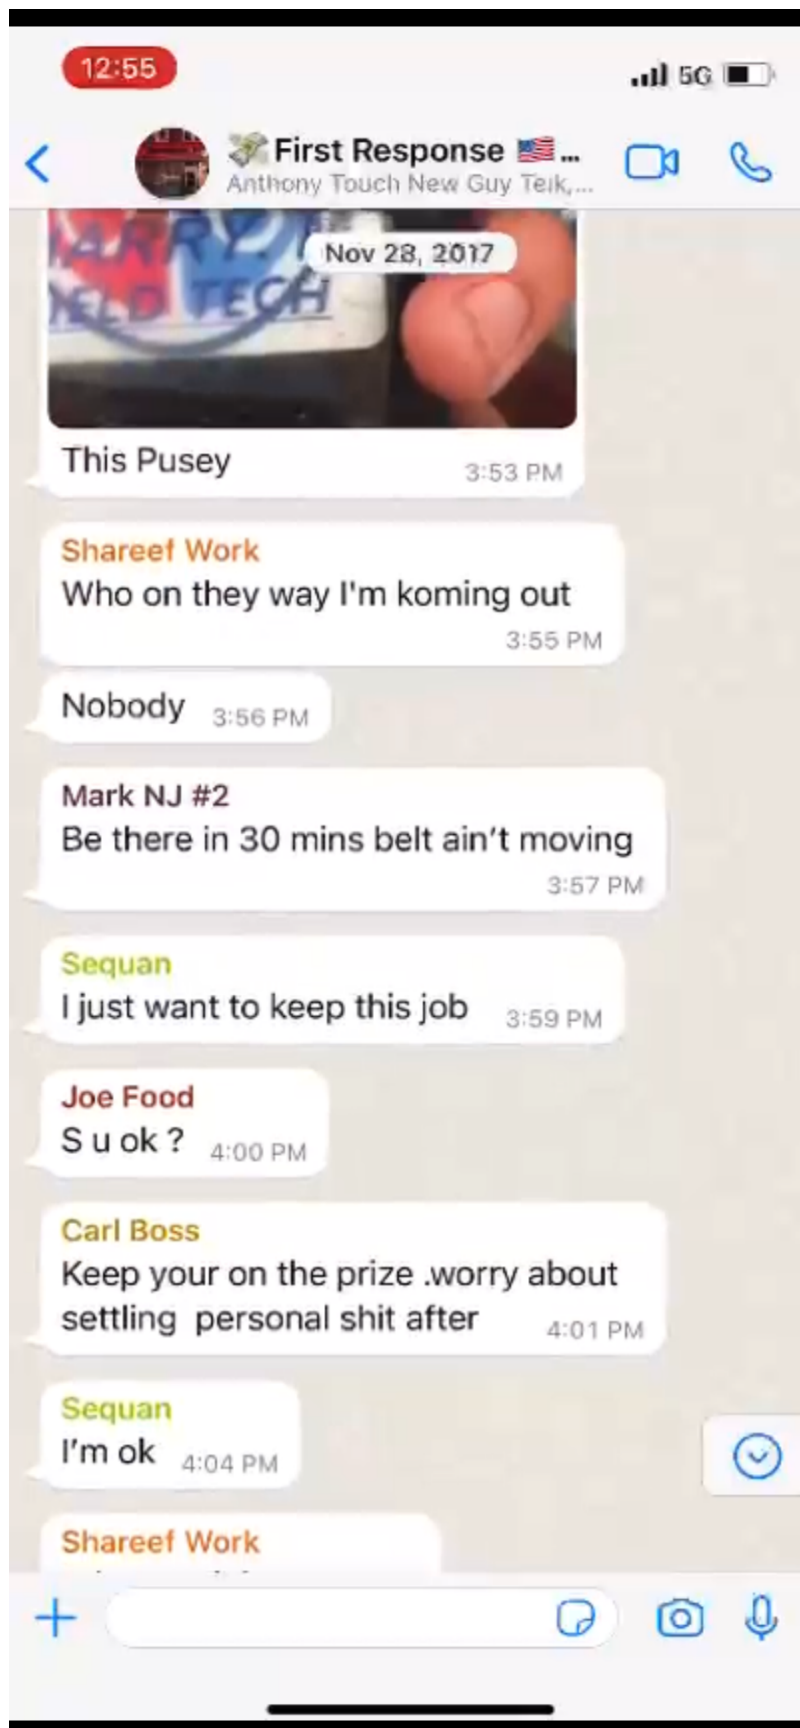 12:55
5G
First Response 🇺🇸...
Anthony Touch New Guy Teik,...
ARRY.
Nov 28, 2017
ELD TECH
This Pusey
3:53 PM
Shareef Work
Who on they way I'm koming out
3:55 PM
Nobody 3:56 PM
Mark NJ #2
Be there in 30 mins belt ain't moving
3:57 PM
Sequan
I just want to keep this job 3:59 PM
Joe Food
S u ok ? 4:00 PM
Carl Boss
Keep your on the prize .worry about
settling personal shit after 4:01 PM
Sequan
I'm ok 4:04 PM
Shareef Work